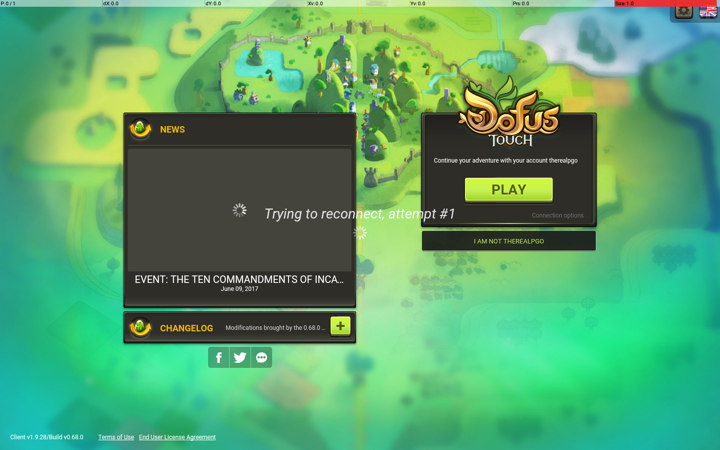 P: 0 / 1
dX: 0.0
dY: 0.0
Xv: 0.0
Yv: 0.0
Prs: 0.0
Size: 1.0
NEWS
EVENT: THE TEN COMMANDMENTS OF INCA...
June 09, 2017
CHANGELOG
Modifications brought by the 0.68.0 ...
+
f
DOFUS
TOUCH
Continue your adventure with your account therealpgo
PLAY
Connection options
I AM NOT THEREALPGO
Trying to reconnect, attempt #1
Client v1.9.28/Build v0.68.0
Terms of Use
End User License Agreement